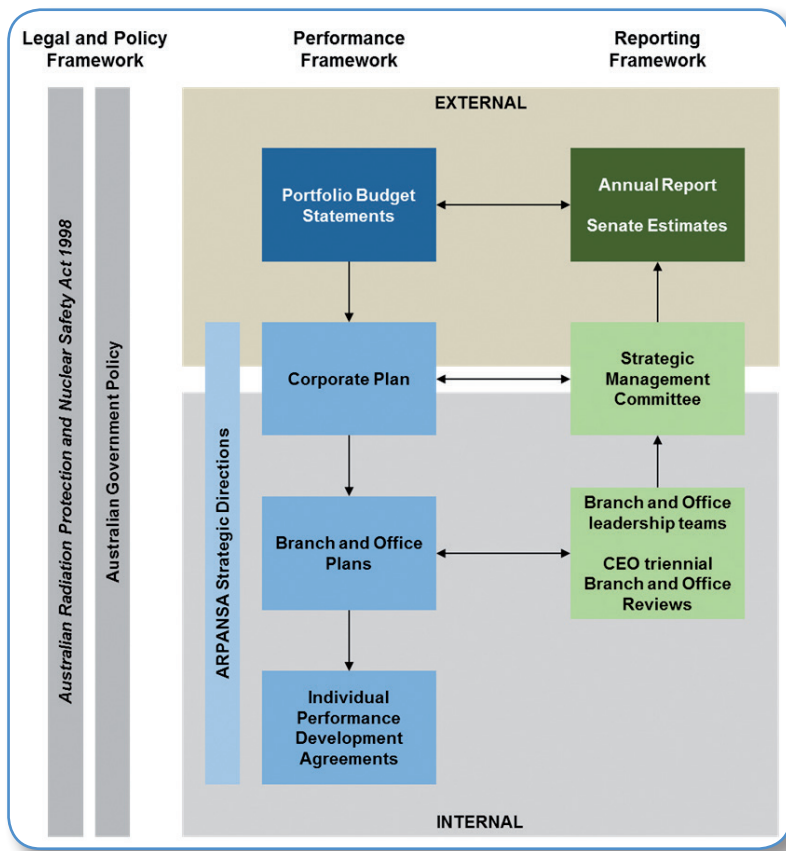 Legal and Policy
Framework
Performance
Framework
Reporting
Framework
Australian Radiation Protection and Nuclear Safety Act 1998
Australian Government Policy
EXTERNAL
Portfolio Budget
Statements
Annual Report
Senate Estimates
ARPANSA Strategic Directions
Corporate Plan
Strategic
Management
Committee
Branch and Office
Plans
Branch and Office
leadership teams
CEO triennial
Branch and Office
Reviews
Individual
Performance
Development
Agreements
INTERNAL